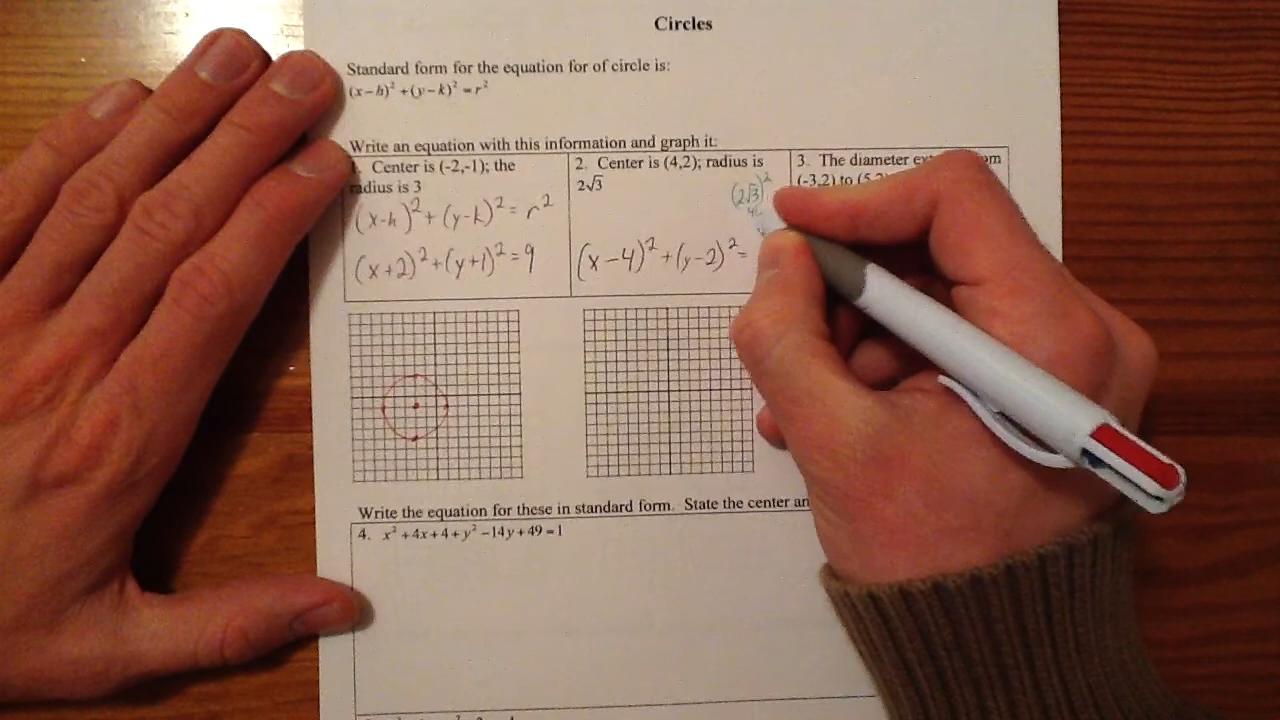 Circles
Standard form for the equation for of circle is:
(x-h)² +(y-k)² = r²
Write an equation with this information and graph it:
1. Center is (-2,-1); the
radius is 3
(x-h)² + (y-k)² = r²
(x+2)² + (y+1)² = 9
2. Center is (4,2); radius is
2√3
(2√3)²
(x-4)² + (y-2)² =
3. The diameter
(-3,2) to
Write the equation for these in standard form. State the center
4. x² +4x+4+y² -14y+49=1